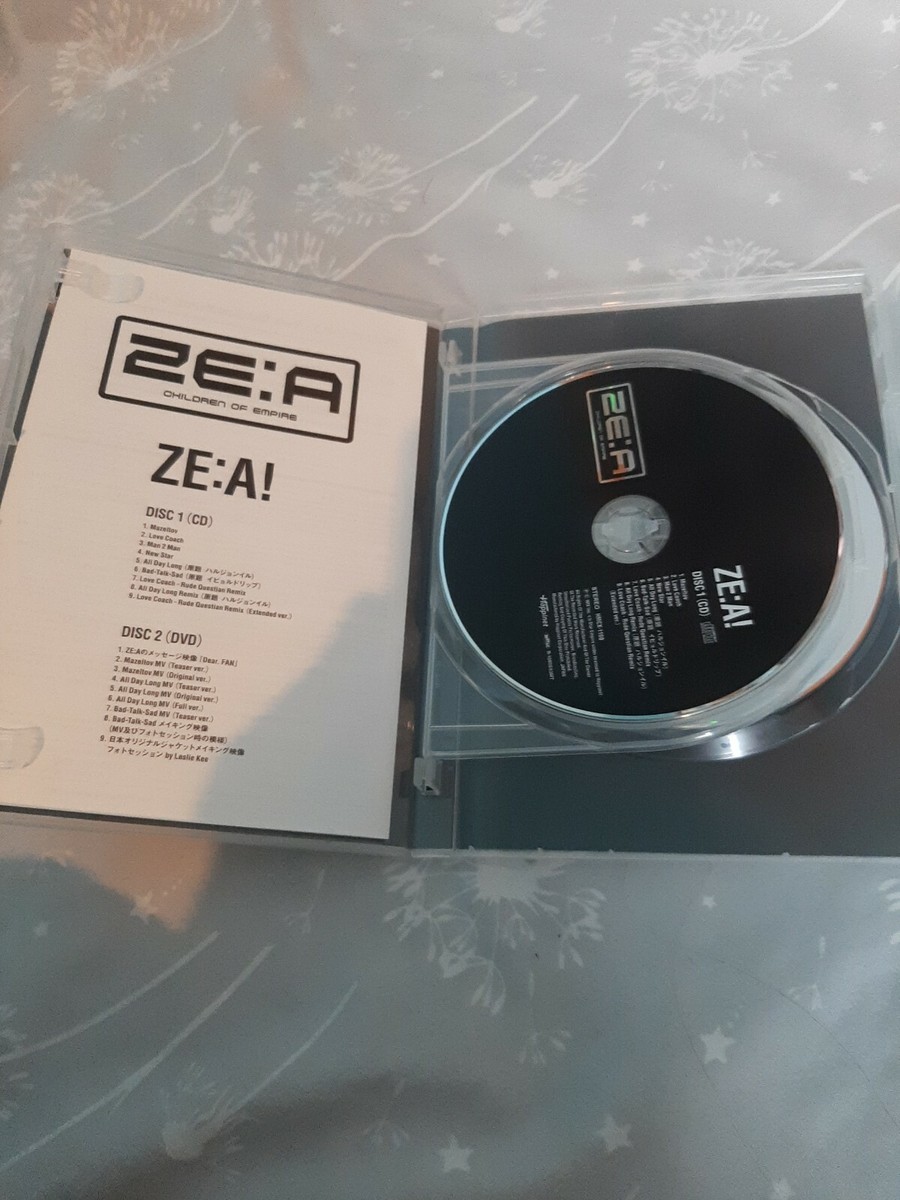 ZE:A
CHILDREN OF EMPIRE
ZE:A!
DISC 1 (CD)
1. Mazeltov
2. Love Coach
3. Man 2 Man
4. New Star
5. All Day Long (原題 ハルジョンイル)
6. Bad-Talk-Sad (原題 イビョルドリップ)
7. Love Coach - Rude Question Remix
8. All Day Long Remix (原題 ハルジョンイル)
9. Love Coach - Rude Question Remix (Extended ver.)
DISC 2 (DVD)
1. ZE:Aのメッセージ映像「Dear. FAN」
2. Mazeltov MV (Teaser ver.)
3. Mazeltov MV (Original ver.)
4. All Day Long MV (Teaser ver.)
5. All Day Long MV (Original ver.)
6. All Day Long MV (Full ver.)
7. Bad-Talk-Sad MV (Teaser ver.)
8. Bad-Talk-Sad メイキング映像
(MV及びフォトセッション時の模様)
9. 日本オリジナルジャケットメイキング映像
フォトセッション by Leslie Kee
ZE:A
CHILDREN OF EMPIRE
ZE:A!
DISC 1 (CD)
STEREO